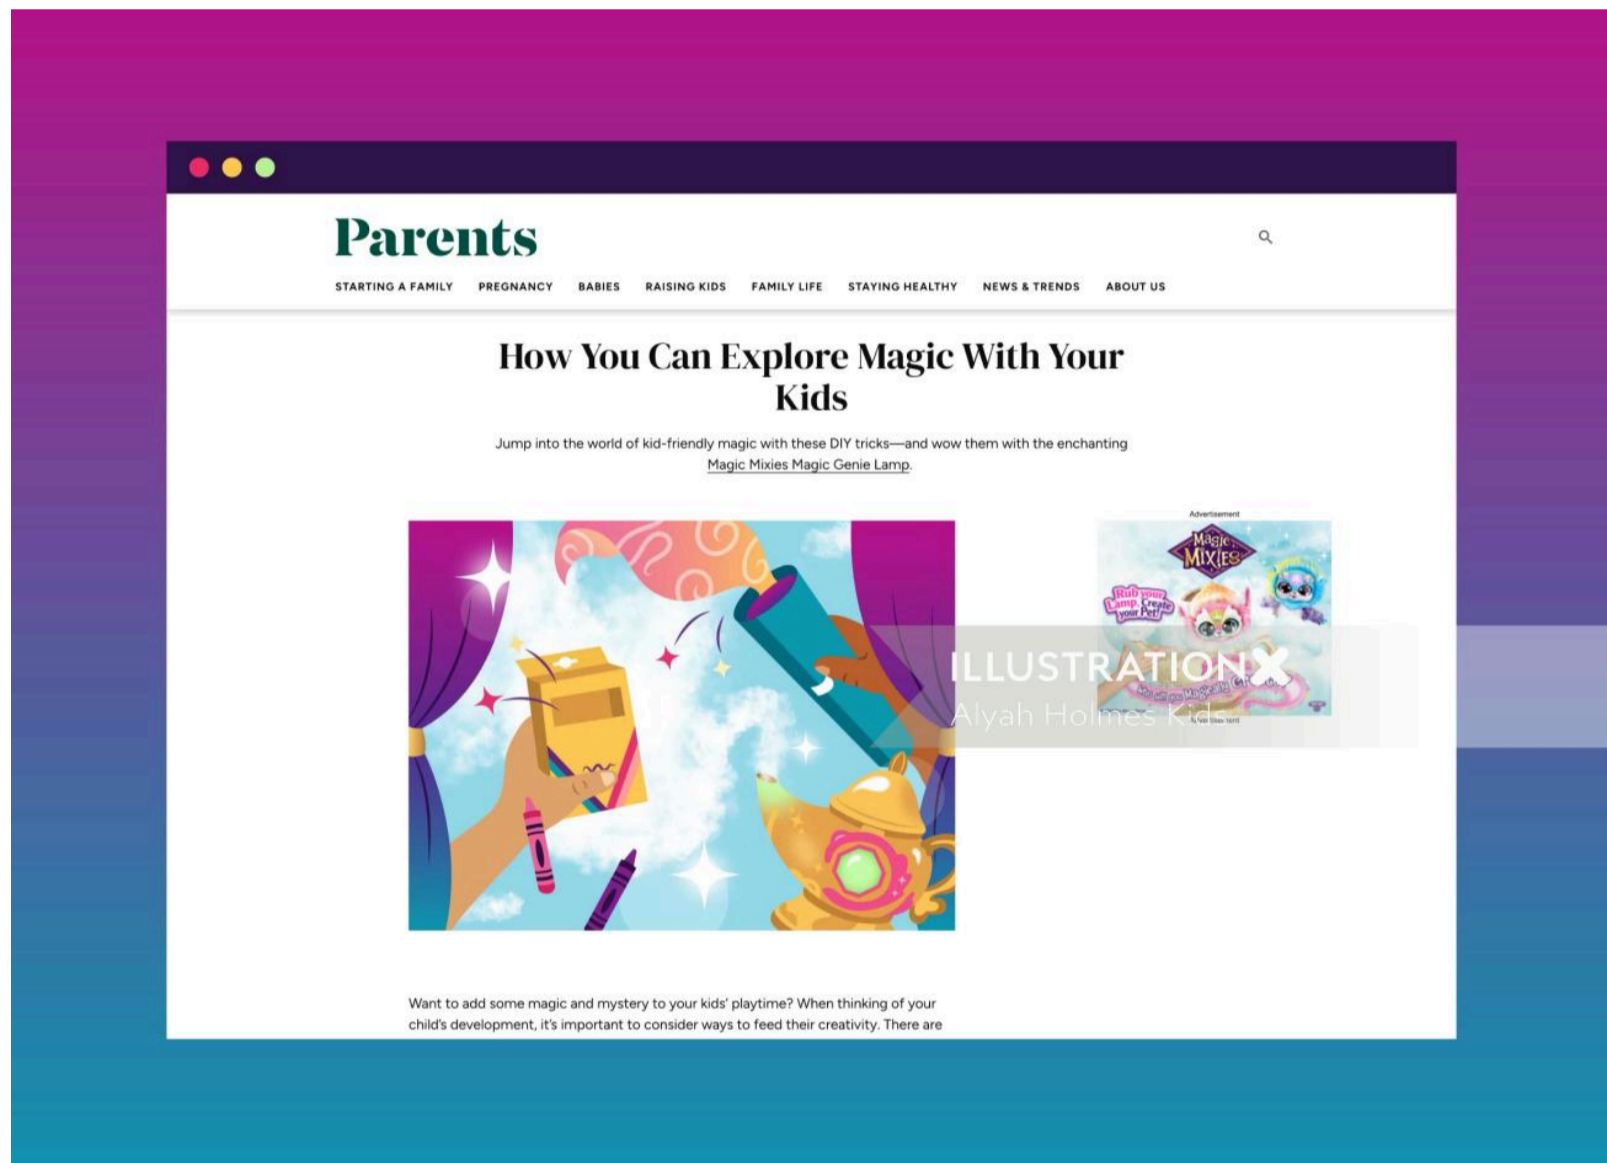 Parents
STARTING A FAMILY PREGNANCY BABIES RAISING KIDS FAMILY LIFE STAYING HEALTHY NEWS & TRENDS ABOUT US
How You Can Explore Magic With Your
Kids
Jump into the world of kid-friendly magic with these DIY tricks—and wow them with the enchanting
Magic Mixies Magic Genie Lamp.
Advertisement
Magic
MIXIES
Rub your
Lamp. Create
your Pet!
ILLUSTRATIONX
Alyah Holmes Kids
Want to add some magic and mystery to your kids' playtime? When thinking of your
child's development, it's important to consider ways to feed their creativity. There are